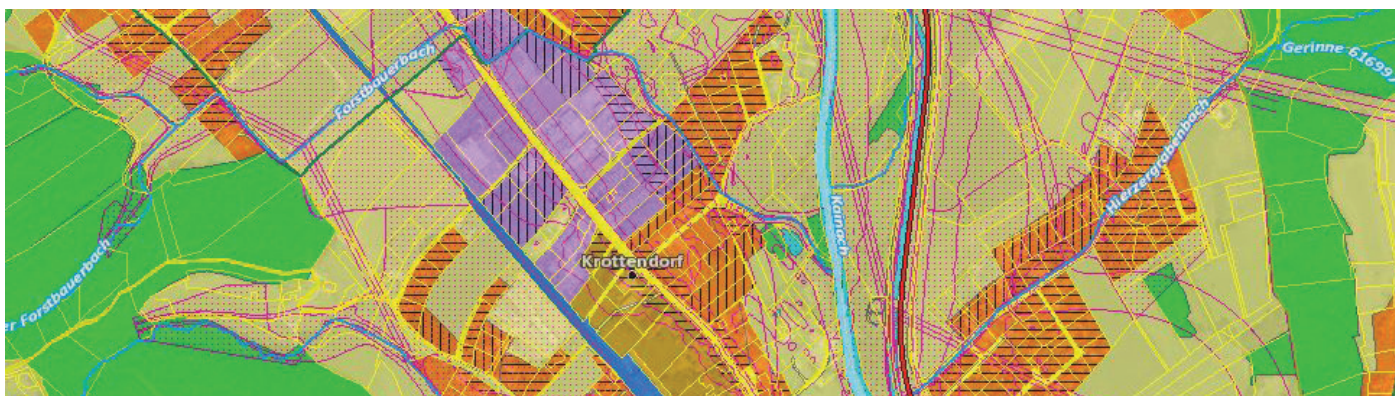 Forstbauerbach
Gerinne 61699
Hierzergrabenbach
Kainach
Krottendorf
er Forstbauerbach